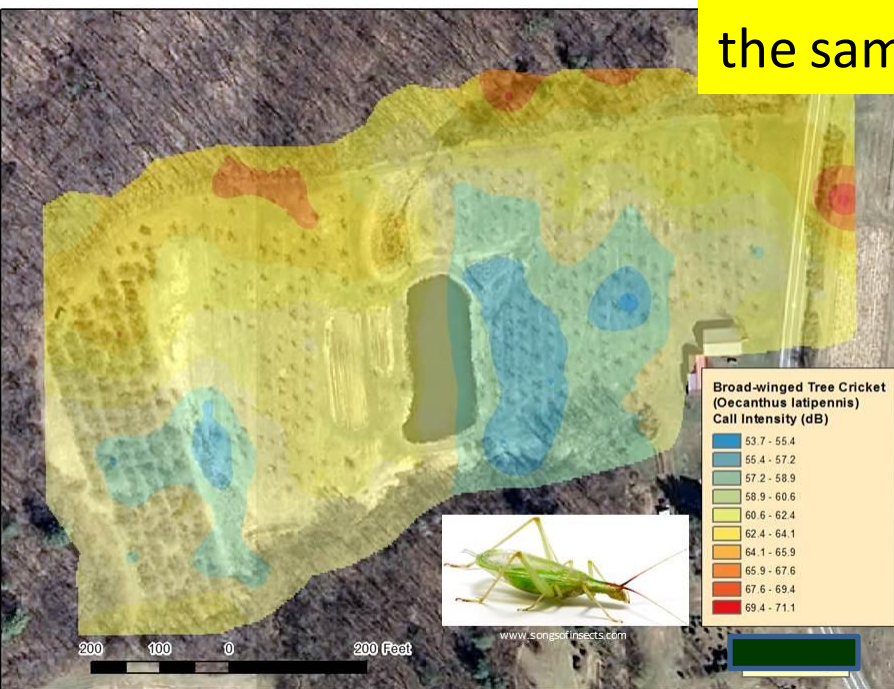 the sam
Broad-winged Tree Cricket
(Oecanthus latipennis)
Call Intensity (dB)
53.7 - 55.4
55.4 - 57.2
57.2 - 58.9
58.9 - 60.6
60.6 - 62.4
62.4 - 64.1
64.1 - 65.9
65.9 - 67.6
67.6 - 69.4
69.4 - 71.1
www.songsofinsects.com
200 100 0 200 Feet